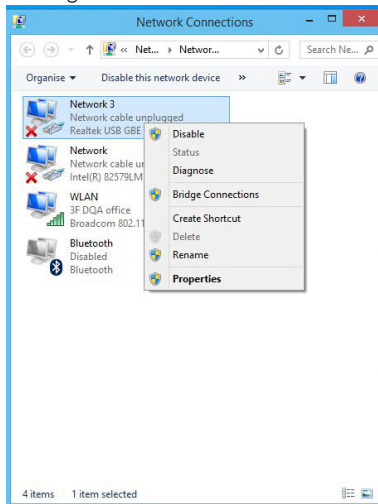 Network Connections
« Net... Networ...
Search Ne...
Organise
Disable this network device
»
Network 3
Network cable unplugged
Realtek USB GBE
Network
Network cable ur
Intel(R) 82579LM
WLAN
3F DQA office
Broadcom 802.11
Bluetooth
Disabled
Bluetooth
Disable
Status
Diagnose
Bridge Connections
Create Shortcut
Delete
Rename
Properties
4 items 1 item selected